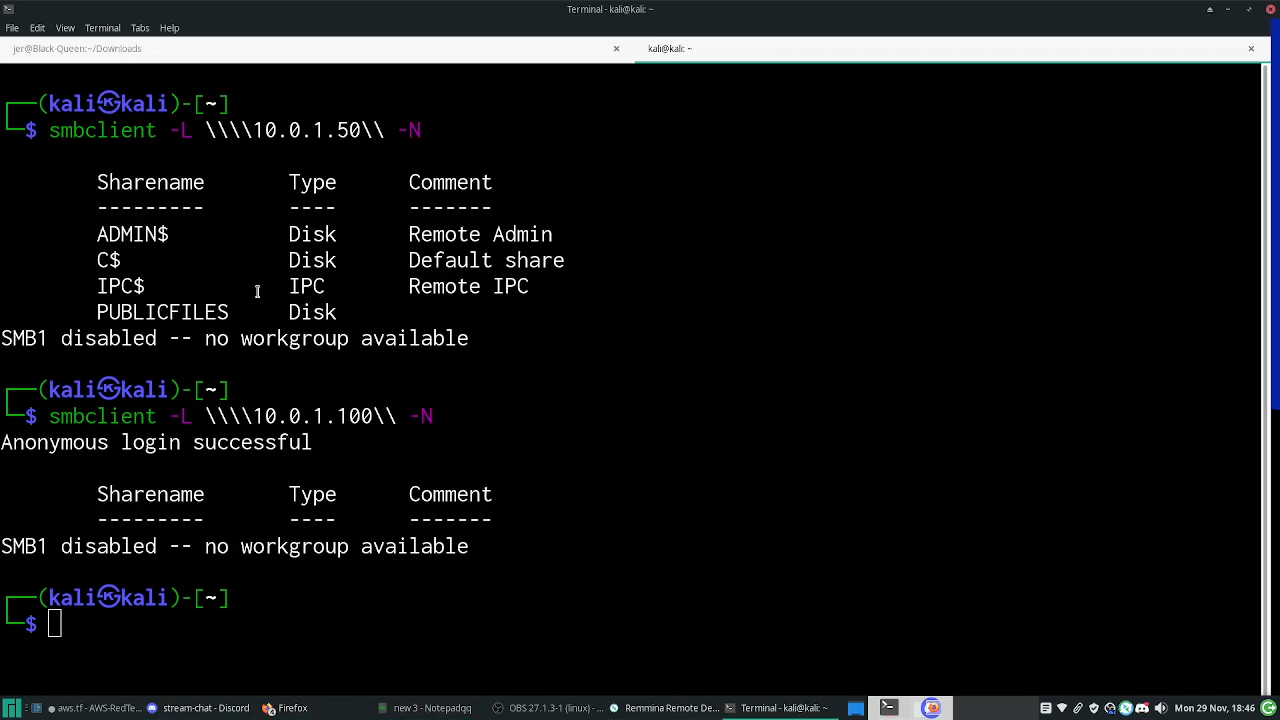 Terminal - kali@kali: ~
File Edit View Terminal Tabs Help
jer@Black-Queen:~/Downloads
kali@kali: ~
┌──(kali㉿kali)-[~]
└─$ smbclient -L \\\\10.0.1.50\\ -N
Sharename Type Comment
--------- ---- -------
ADMIN$ Disk Remote Admin
C$ Disk Default share
IPC$ IPC Remote IPC
PUBLICFILES Disk
SMB1 disabled -- no workgroup available
┌──(kali㉿kali)-[~]
└─$ smbclient -L \\\\10.0.1.100\\ -N
Anonymous login successful
Sharename Type Comment
--------- ---- -------
SMB1 disabled -- no workgroup available
┌──(kali㉿kali)-[~]
└─$
● aws.tf - AWS-RedTe... stream-chat - Discord Firefox new 3 - Notepadqq OBS 27.1.3-1 (linux) - ... Remmina Remote De... Terminal - kali@kali: ~ Mon 29 Nov, 18:46